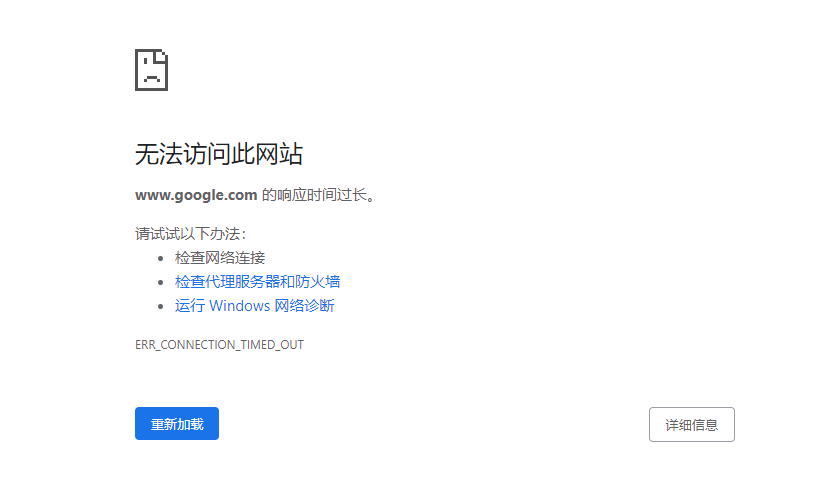 无法访问此网站
www.google.com 的响应时间过长。
请试试以下办法：
检查网络连接
检查代理服务器和防火墙
运行 Windows 网络诊断
ERR_CONNECTION_TIMED_OUT
重新加载
详细信息